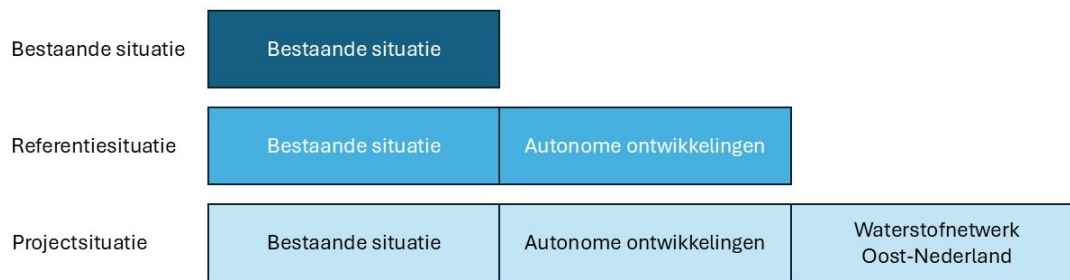 Bestaande situatie
Bestaande situatie
Referentiesituatie
Bestaande situatie
Autonome ontwikkelingen
Projectsituatie
Bestaande situatie
Autonome ontwikkelingen
Waterstofnetwerk
Oost-Nederland